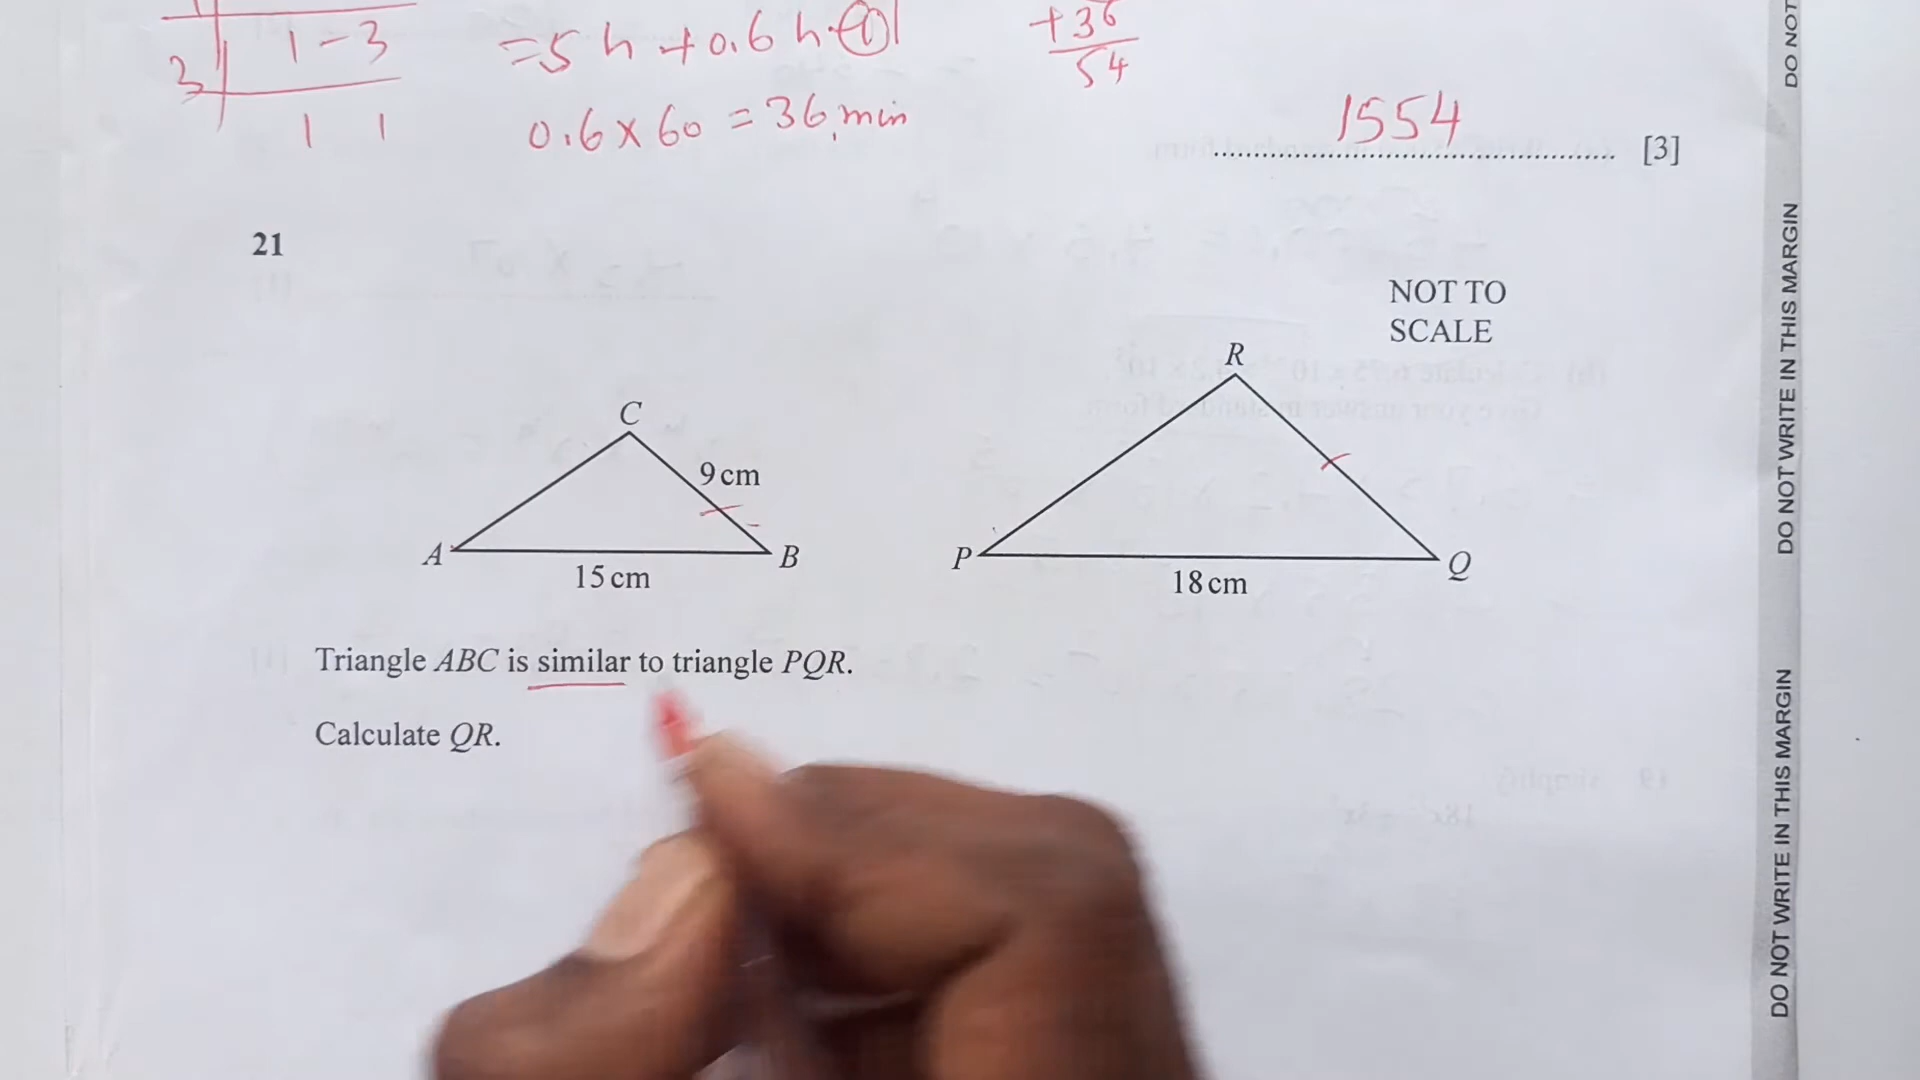 3 1 - 3
1 1
= 5 h + 0.6 h
0.6 x 60 = 36 min
+ 36
54
1554
[3]
21
NOT TO
SCALE
R
C
9 cm
A
B
15 cm
P
Q
18 cm
Triangle ABC is similar to triangle PQR.
Calculate QR.
DO NOT
DO NOT WRITE IN THIS MARGIN
DO NOT WRITE IN THIS MARGIN